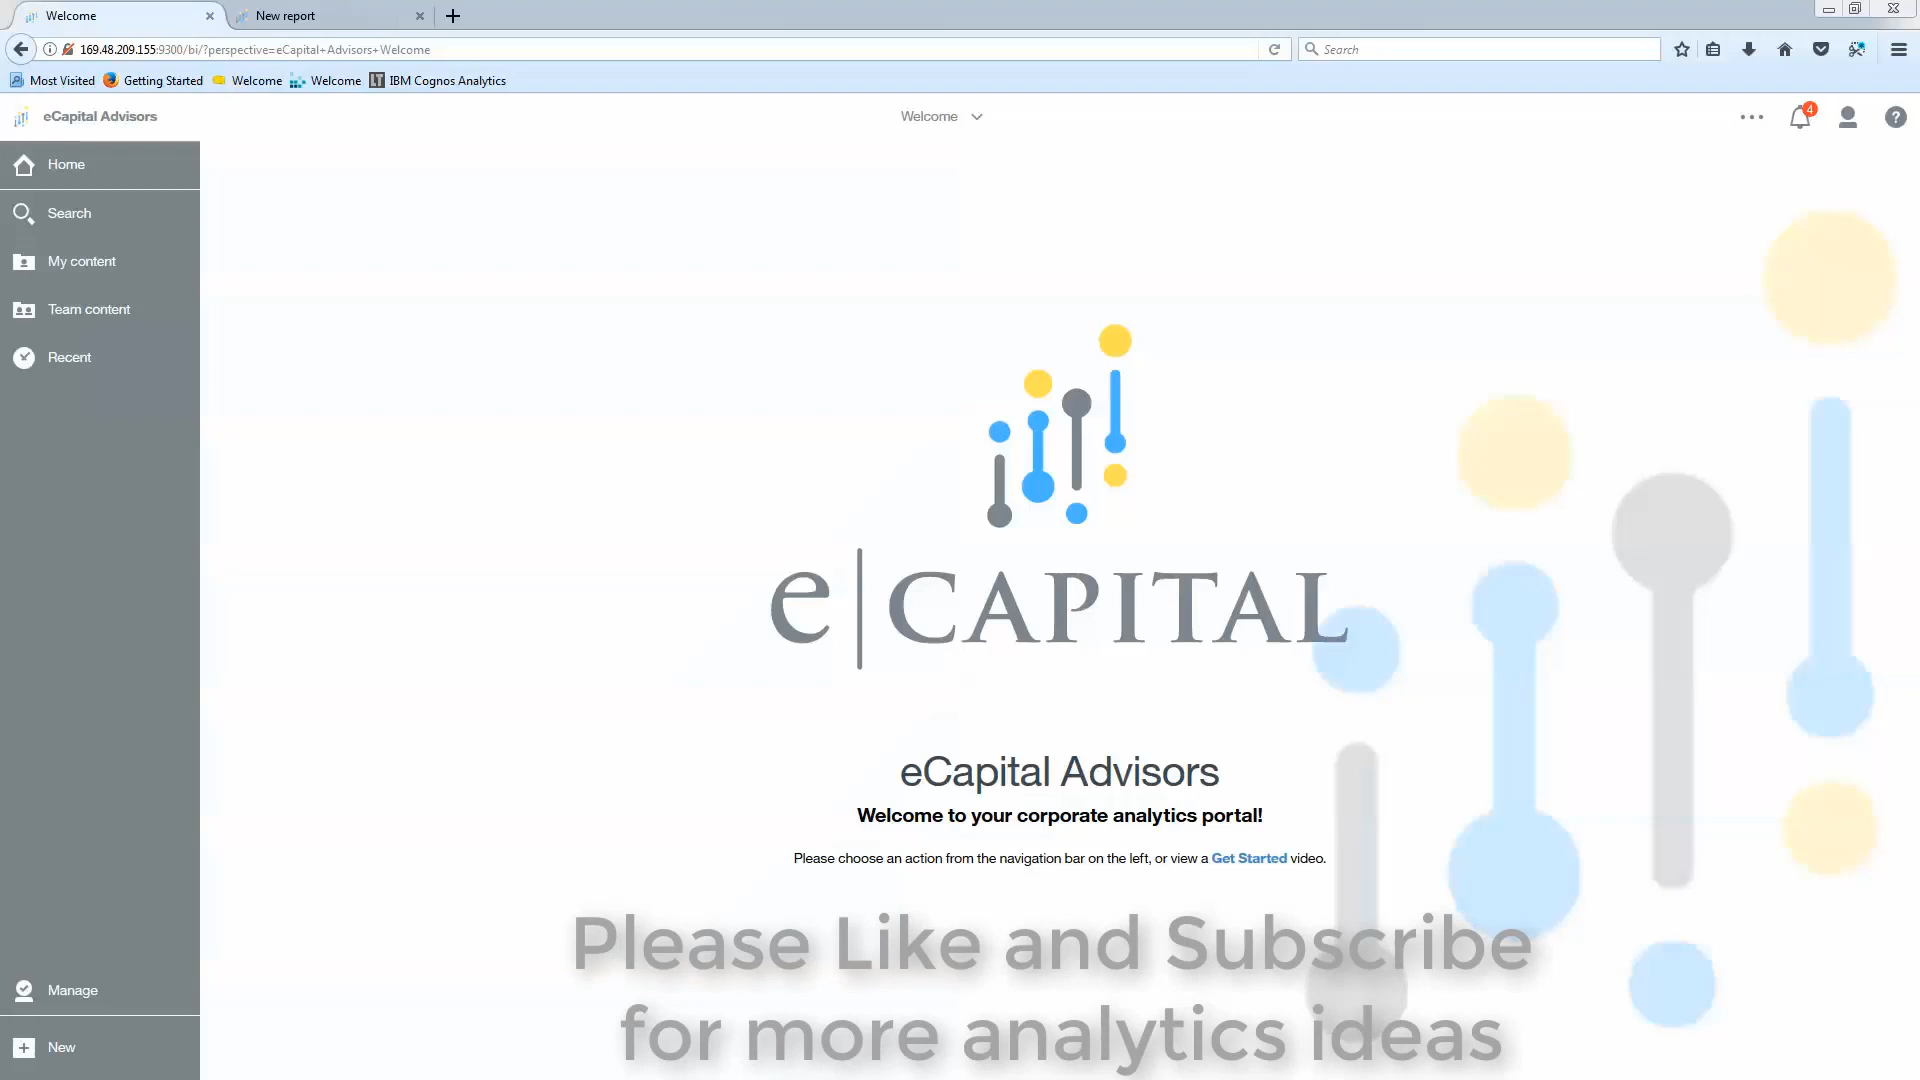 Welcome
New report
169.48.209.155:9300/bi/?perspective=eCapital+Advisors+Welcome
Search
Most Visited
Getting Started
Welcome
Welcome
LT
IBM Cognos Analytics
eCapital Advisors
Welcome
4
?
Home
Search
My content
Team content
Recent
e|CAPITAL
eCapital Advisors
Welcome to your corporate analytics portal!
Please choose an action from the navigation bar on the left, or view a Get Started video.
Please Like and Subscribe
for more analytics ideas
Manage
New